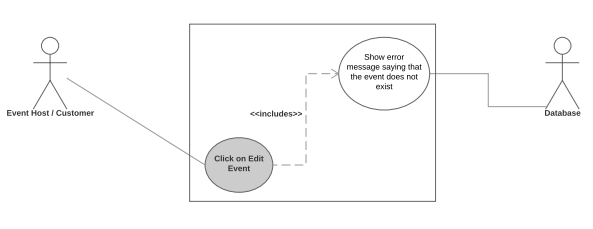 Show error
message saying that
the event does not
exist
Event Host / Customer
Database
<<includes>>
Click on Edit
Event